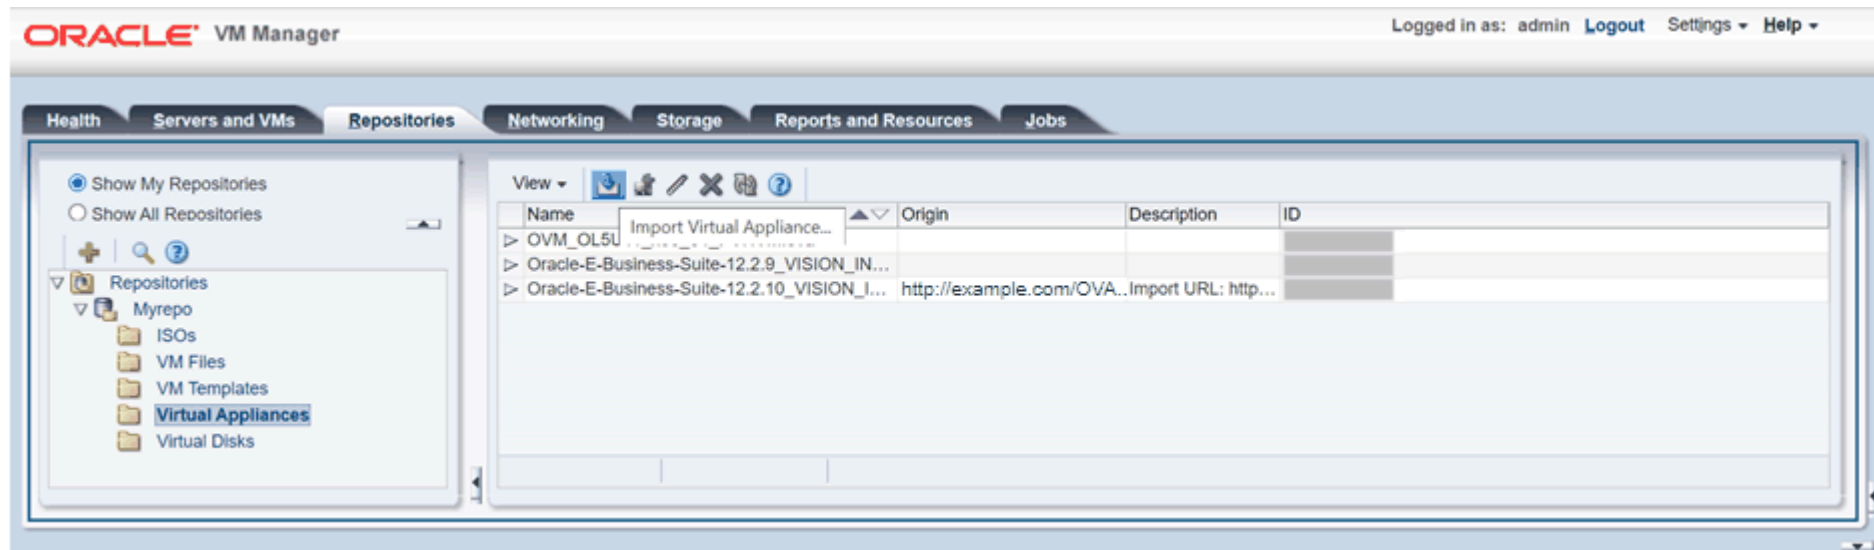 ORACLE VM Manager
Logged in as: admin Logout Settings Help
Health Servers and VMs Repositories Networking Storage Reports and Resources Jobs
Show My Repositories
Show All Repositories
Repositories
Myrepo
ISOs
VM Files
VM Templates
Virtual Appliances
Virtual Disks
View
Name Origin Description ID
Import Virtual Appliance...
OVM_OL5U
Oracle-E-Business-Suite-12.2.9_VISION_IN...
Oracle-E-Business-Suite-12.2.10_VISION_I... http://example.com/OVA.. Import URL: http...